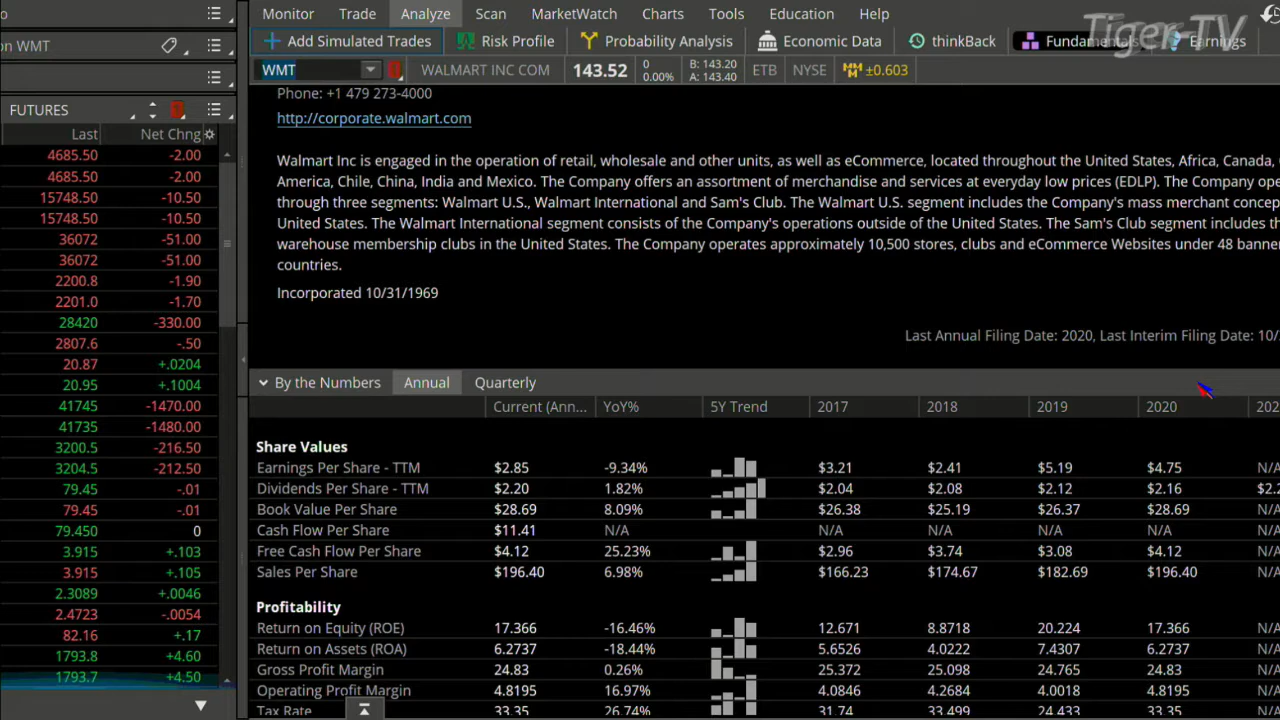 Monitor Trade Analyze Scan MarketWatch Charts Tools Education Help
Tiger TV
on WMT
Add Simulated Trades Risk Profile Probability Analysis Economic Data thinkBack Fundamentals Earnings
WMT WALMART INC COM 143.52 0 0.00% B: 143.20 A: 143.40 ETB NYSE ±0.603
Phone: +1 479 273-4000
http://corporate.walmart.com
Walmart Inc is engaged in the operation of retail, wholesale and other units, as well as eCommerce, located throughout the United States, Africa, Canada,
America, Chile, China, India and Mexico. The Company offers an assortment of merchandise and services at everyday low prices (EDLP). The Company ope
through three segments: Walmart U.S., Walmart International and Sam's Club. The Walmart U.S. segment includes the Company's mass merchant concep
United States. The Walmart International segment consists of the Company's operations outside of the United States. The Sam's Club segment includes th
warehouse membership clubs in the United States. The Company operates approximately 10,500 stores, clubs and eCommerce Websites under 48 banner
countries.
Incorporated 10/31/1969
Last Annual Filing Date: 2020, Last Interim Filing Date: 10/
By the Numbers Annual Quarterly
Current (Ann... YoY% 5Y Trend 2017 2018 2019 2020 202
Share Values
Earnings Per Share - TTM $2.85 -9.34% $3.21 $2.41 $5.19 $4.75 N/A
Dividends Per Share - TTM $2.20 1.82% $2.04 $2.08 $2.12 $2.16 $2.2
Book Value Per Share $28.69 8.09% $26.38 $25.19 $26.37 $28.69 N/A
Cash Flow Per Share $11.41 N/A N/A N/A N/A N/A N/A
Free Cash Flow Per Share $4.12 25.23% $2.96 $3.74 $3.08 $4.12 N/A
Sales Per Share $196.40 6.98% $166.23 $174.67 $182.69 $196.40 N/A
Profitability
Return on Equity (ROE) 17.366 -16.46% 12.671 8.8718 20.224 17.366 N/A
Return on Assets (ROA) 6.2737 -18.44% 5.6526 4.0222 7.4307 6.2737 N/A
Gross Profit Margin 24.83 0.26% 25.372 25.098 24.765 24.83 N/A
Operating Profit Margin 4.8195 16.97% 4.0846 4.2684 4.0018 4.8195 N/A
Tax Rate 33.35 26.74% 31.74 33.499 24.433 33.35 N/A
FUTURES
Last Net Chng
4685.50 -2.00
4685.50 -2.00
15748.50 -10.50
15748.50 -10.50
36072 -51.00
36072 -51.00
2200.8 -1.90
2201.0 -1.70
28420 -330.00
2807.6 -.50
20.87 +.0204
20.95 +.1004
41745 -1470.00
41735 -1480.00
3200.5 -216.50
3204.5 -212.50
79.45 -.01
79.45 -.01
79.450 0
3.915 +.103
3.915 +.105
2.3089 +.0046
2.4723 -.0054
82.16 +.17
1793.8 +4.60
1793.7 +4.50